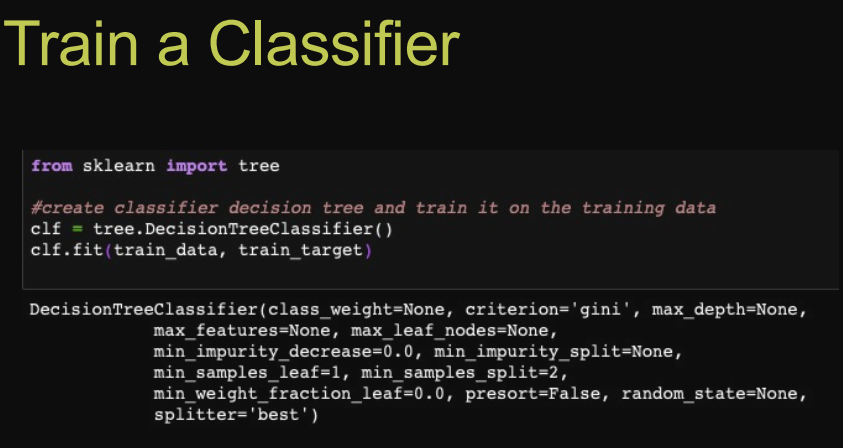 Train a Classifier
from sklearn import tree
#create classifier decision tree and train it on the training data
clf = tree.DecisionTreeClassifier()
clf.fit(train_data, train_target)
DecisionTreeClassifier(class_weight=None, criterion='gini', max_depth=None,
max_features=None, max_leaf_nodes=None,
min_impurity_decrease=0.0, min_impurity_split=None,
min_samples_leaf=1, min_samples_split=2,
min_weight_fraction_leaf=0.0, presort=False, random_state=None,
splitter='best')